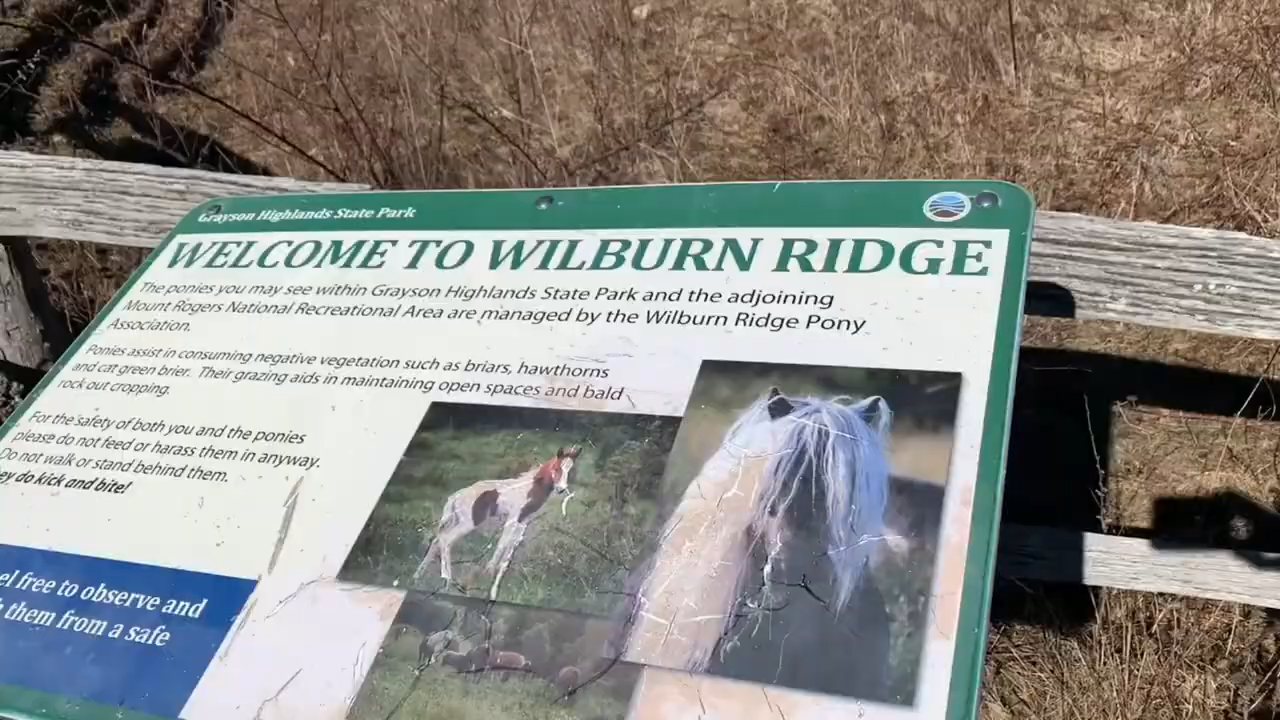 Grayson Highlands State Park
WELCOME TO WILBURN RIDGE
The ponies you may see within Grayson Highlands State Park and the adjoining
Mount Rogers National Recreational Area are managed by the Wilburn Ridge Pony
Association.
Ponies assist in consuming negative vegetation such as briars, hawthorns
and cat green brier. Their grazing aids in maintaining open spaces and bald
rock out cropping.
For the safety of both you and the ponies
please do not feed or harass them in anyway.
Do not walk or stand behind them.
ey do kick and bite!
el free to observe and
them from a safe